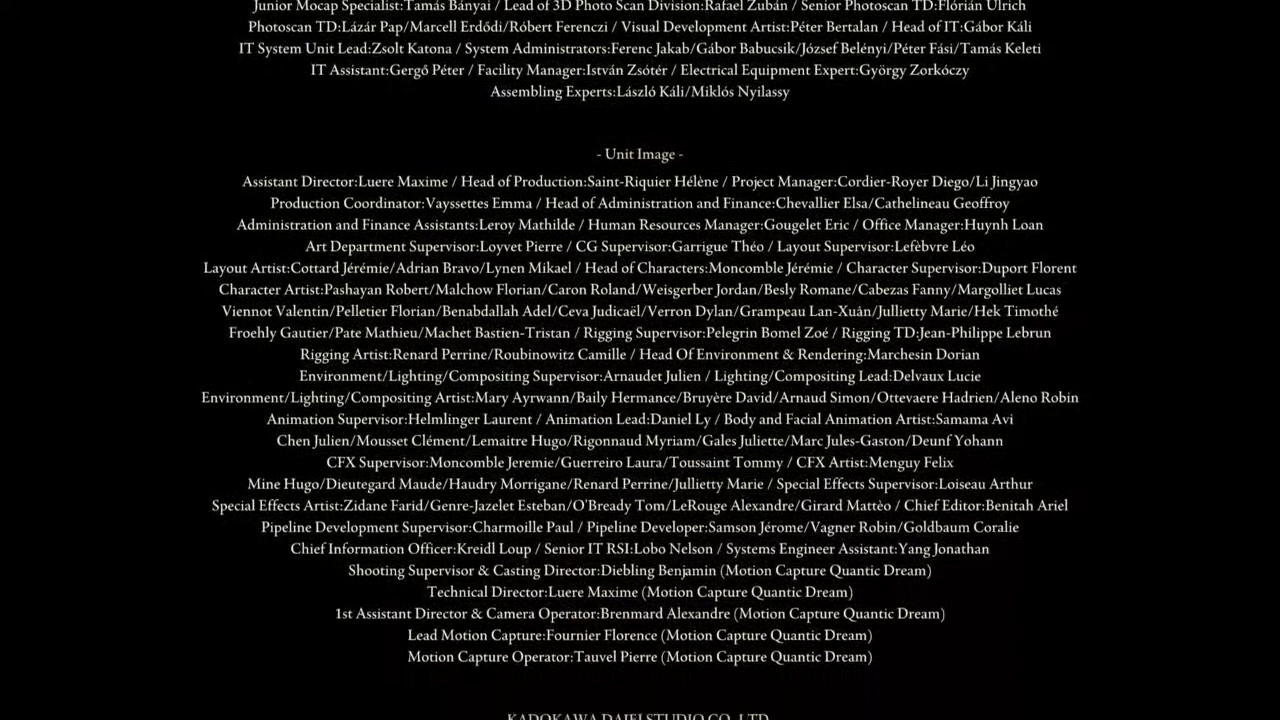 Junior Mocap Specialist:Tamás Bányai / Lead of 3D Photo Scan Division:Rafael Zubán / Senior Photoscan TD:Flórián Ulrich
Photoscan TD:Lázár Pap/Marcell Erdődi/Róbert Ferenczi / Visual Development Artist:Péter Bertalan / Head of IT:Gábor Káli
IT System Unit Lead:Zsolt Katona / System Administrators:Ferenc Jakab/Gábor Babucsik/József Belényi/Péter Fási/Tamás Keleti
IT Assistant:Gergő Péter / Facility Manager:István Zsótér / Electrical Equipment Expert:György Zorkóczy
Assembling Experts:László Káli/Miklós Nyilassy
- Unit Image -
Assistant Director:Luere Maxime / Head of Production:Saint-Riquier Hélène / Project Manager:Cordier-Royer Diego/Li Jingyao
Production Coordinator:Vayssettes Emma / Head of Administration and Finance:Chevallier Elsa/Cathelineau Geoffroy
Administration and Finance Assistants:Leroy Mathilde / Human Resources Manager:Gougelet Eric / Office Manager:Huynh Loan
Art Department Supervisor:Loyvet Pierre / CG Supervisor:Garrigue Théo / Layout Supervisor:Lefèbvre Léo
Layout Artist:Cottard Jérémie/Adrian Bravo/Lynen Mikael / Head of Characters:Moncomble Jérémie / Character Supervisor:Duport Florent
Character Artist:Pashayan Robert/Malchow Florian/Caron Roland/Weisgerber Jordan/Besly Romane/Cabezas Fanny/Margolliet Lucas
Viennot Valentin/Pelletier Florian/Benabdallah Adel/Ceva Judicaël/Verron Dylan/Grampeau Lan-Xuân/Jullietty Marie/Hek Timothé
Froehly Gautier/Pate Mathieu/Machet Bastien-Tristan / Rigging Supervisor:Pelegrin Bomel Zoé / Rigging TD:Jean-Philippe Lebrun
Rigging Artist:Renard Perrine/Roubinowitz Camille / Head Of Environment & Rendering:Marchesin Dorian
Environment/Lighting/Compositing Supervisor:Arnaudet Julien / Lighting/Compositing Lead:Delvaux Lucie
Environment/Lighting/Compositing Artist:Mary Ayrwann/Baily Hermance/Bruyère David/Arnaud Simon/Ottevaere Hadrien/Aleno Robin
Animation Supervisor:Helmlinger Laurent / Animation Lead:Daniel Ly / Body and Facial Animation Artist:Samama Avi
Chen Julien/Mousset Clément/Lemaitre Hugo/Rigonnaud Myriam/Gales Juliette/Marc Jules-Gaston/Deunf Yohann
CFX Supervisor:Moncomble Jeremie/Guerreiro Laura/Toussaint Tommy / CFX Artist:Menguy Felix
Mine Hugo/Dieutegard Maude/Haudry Morrigane/Renard Perrine/Jullietty Marie / Special Effects Supervisor:Loiseau Arthur
Special Effects Artist:Zidane Farid/Genre-Jazelet Esteban/O'Bready Tom/LeRouge Alexandre/Girard Mattèo / Chief Editor:Benitah Ariel
Pipeline Development Supervisor:Charmoille Paul / Pipeline Developer:Samson Jérome/Vagner Robin/Goldbaum Coralie
Chief Information Officer:Kreidl Loup / Senior IT RSI:Lobo Nelson / Systems Engineer Assistant:Yang Jonathan
Shooting Supervisor & Casting Director:Diebling Benjamin (Motion Capture Quantic Dream)
Technical Director:Luere Maxime (Motion Capture Quantic Dream)
1st Assistant Director & Camera Operator:Brenmard Alexandre (Motion Capture Quantic Dream)
Lead Motion Capture:Fournier Florence (Motion Capture Quantic Dream)
Motion Capture Operator:Tauvel Pierre (Motion Capture Quantic Dream)
KADOKAWA DAIEI STUDIO CO., LTD.